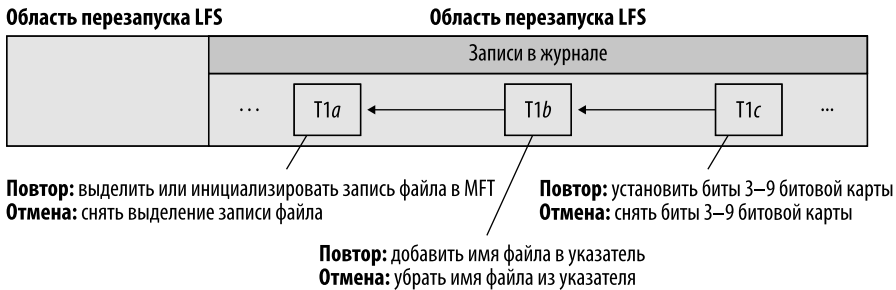 Область перезапуска LFS
Область перезапуска LFS
Записи в журнале
... T1a T1b T1c ...
Повтор: выделить или инициализировать запись файла в MFT
Отмена: снять выделение записи файла
Повтор: установить биты 3–9 битовой карты
Отмена: снять биты 3–9 битовой карты
Повтор: добавить имя файла в указатель
Отмена: убрать имя файла из указателя